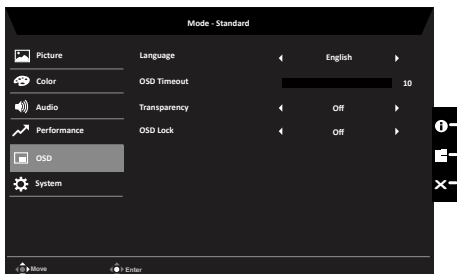 Mode - Standard
Picture
Language English
Color
OSD Timeout 10
Audio
Transparency Off
Performance
OSD Lock Off
OSD
System
Move Enter